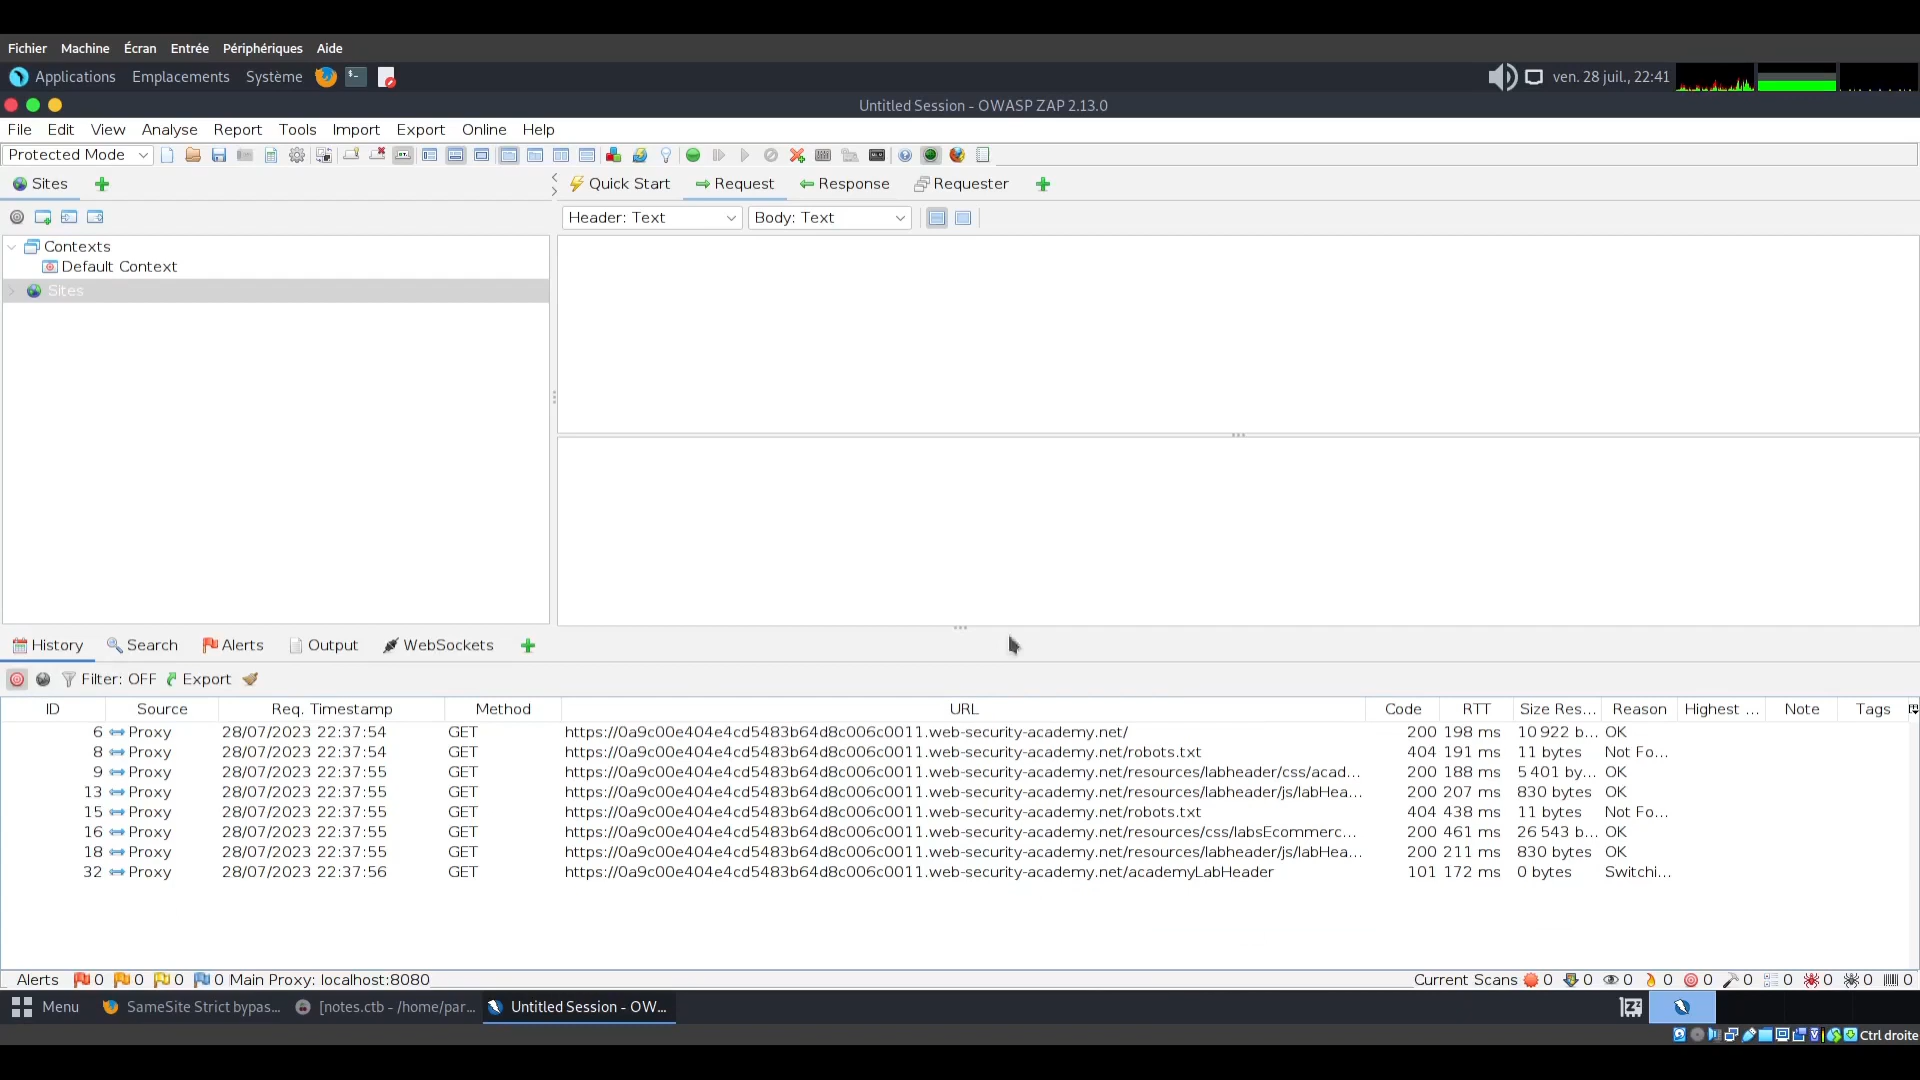 Fichier Machine Écran Entrée Périphériques Aide
Applications Emplacements Système ven. 28 juil., 22:41
Untitled Session - OWASP ZAP 2.13.0
File Edit View Analyse Report Tools Import Export Online Help
Protected Mode
Sites Quick Start Request Response Requester
Header: Text Body: Text
Contexts
Default Context
Sites
History Search Alerts Output WebSockets
Filter: OFF Export
ID Source Req. Timestamp Method URL Code RTT Size Res... Reason Highest ... Note Tags
6 Proxy 28/07/2023 22:37:54 GET https://0a9c00e404e4cd5483b64d8c006c0011.web-security-academy.net/ 200 198 ms 10 922 b... OK
8 Proxy 28/07/2023 22:37:54 GET https://0a9c00e404e4cd5483b64d8c006c0011.web-security-academy.net/robots.txt 404 191 ms 11 bytes Not Fo...
9 Proxy 28/07/2023 22:37:55 GET https://0a9c00e404e4cd5483b64d8c006c0011.web-security-academy.net/resources/labheader/css/acad... 200 188 ms 5 401 by... OK
13 Proxy 28/07/2023 22:37:55 GET https://0a9c00e404e4cd5483b64d8c006c0011.web-security-academy.net/resources/labheader/js/labHea... 200 207 ms 830 bytes OK
15 Proxy 28/07/2023 22:37:55 GET https://0a9c00e404e4cd5483b64d8c006c0011.web-security-academy.net/robots.txt 404 438 ms 11 bytes Not Fo...
16 Proxy 28/07/2023 22:37:55 GET https://0a9c00e404e4cd5483b64d8c006c0011.web-security-academy.net/resources/css/labsEcommerc... 200 461 ms 26 543 b... OK
18 Proxy 28/07/2023 22:37:55 GET https://0a9c00e404e4cd5483b64d8c006c0011.web-security-academy.net/resources/labheader/js/labHea... 200 211 ms 830 bytes OK
32 Proxy 28/07/2023 22:37:56 GET https://0a9c00e404e4cd5483b64d8c006c0011.web-security-academy.net/academyLabHeader 101 172 ms 0 bytes Switchi...
Alerts 0 0 0 0 Main Proxy: localhost:8080 Current Scans 0 0 0 0 0 0 0 0 0 0
Menu SameSite Strict bypas... [notes.ctb - /home/par... Untitled Session - OW...
Ctrl droite